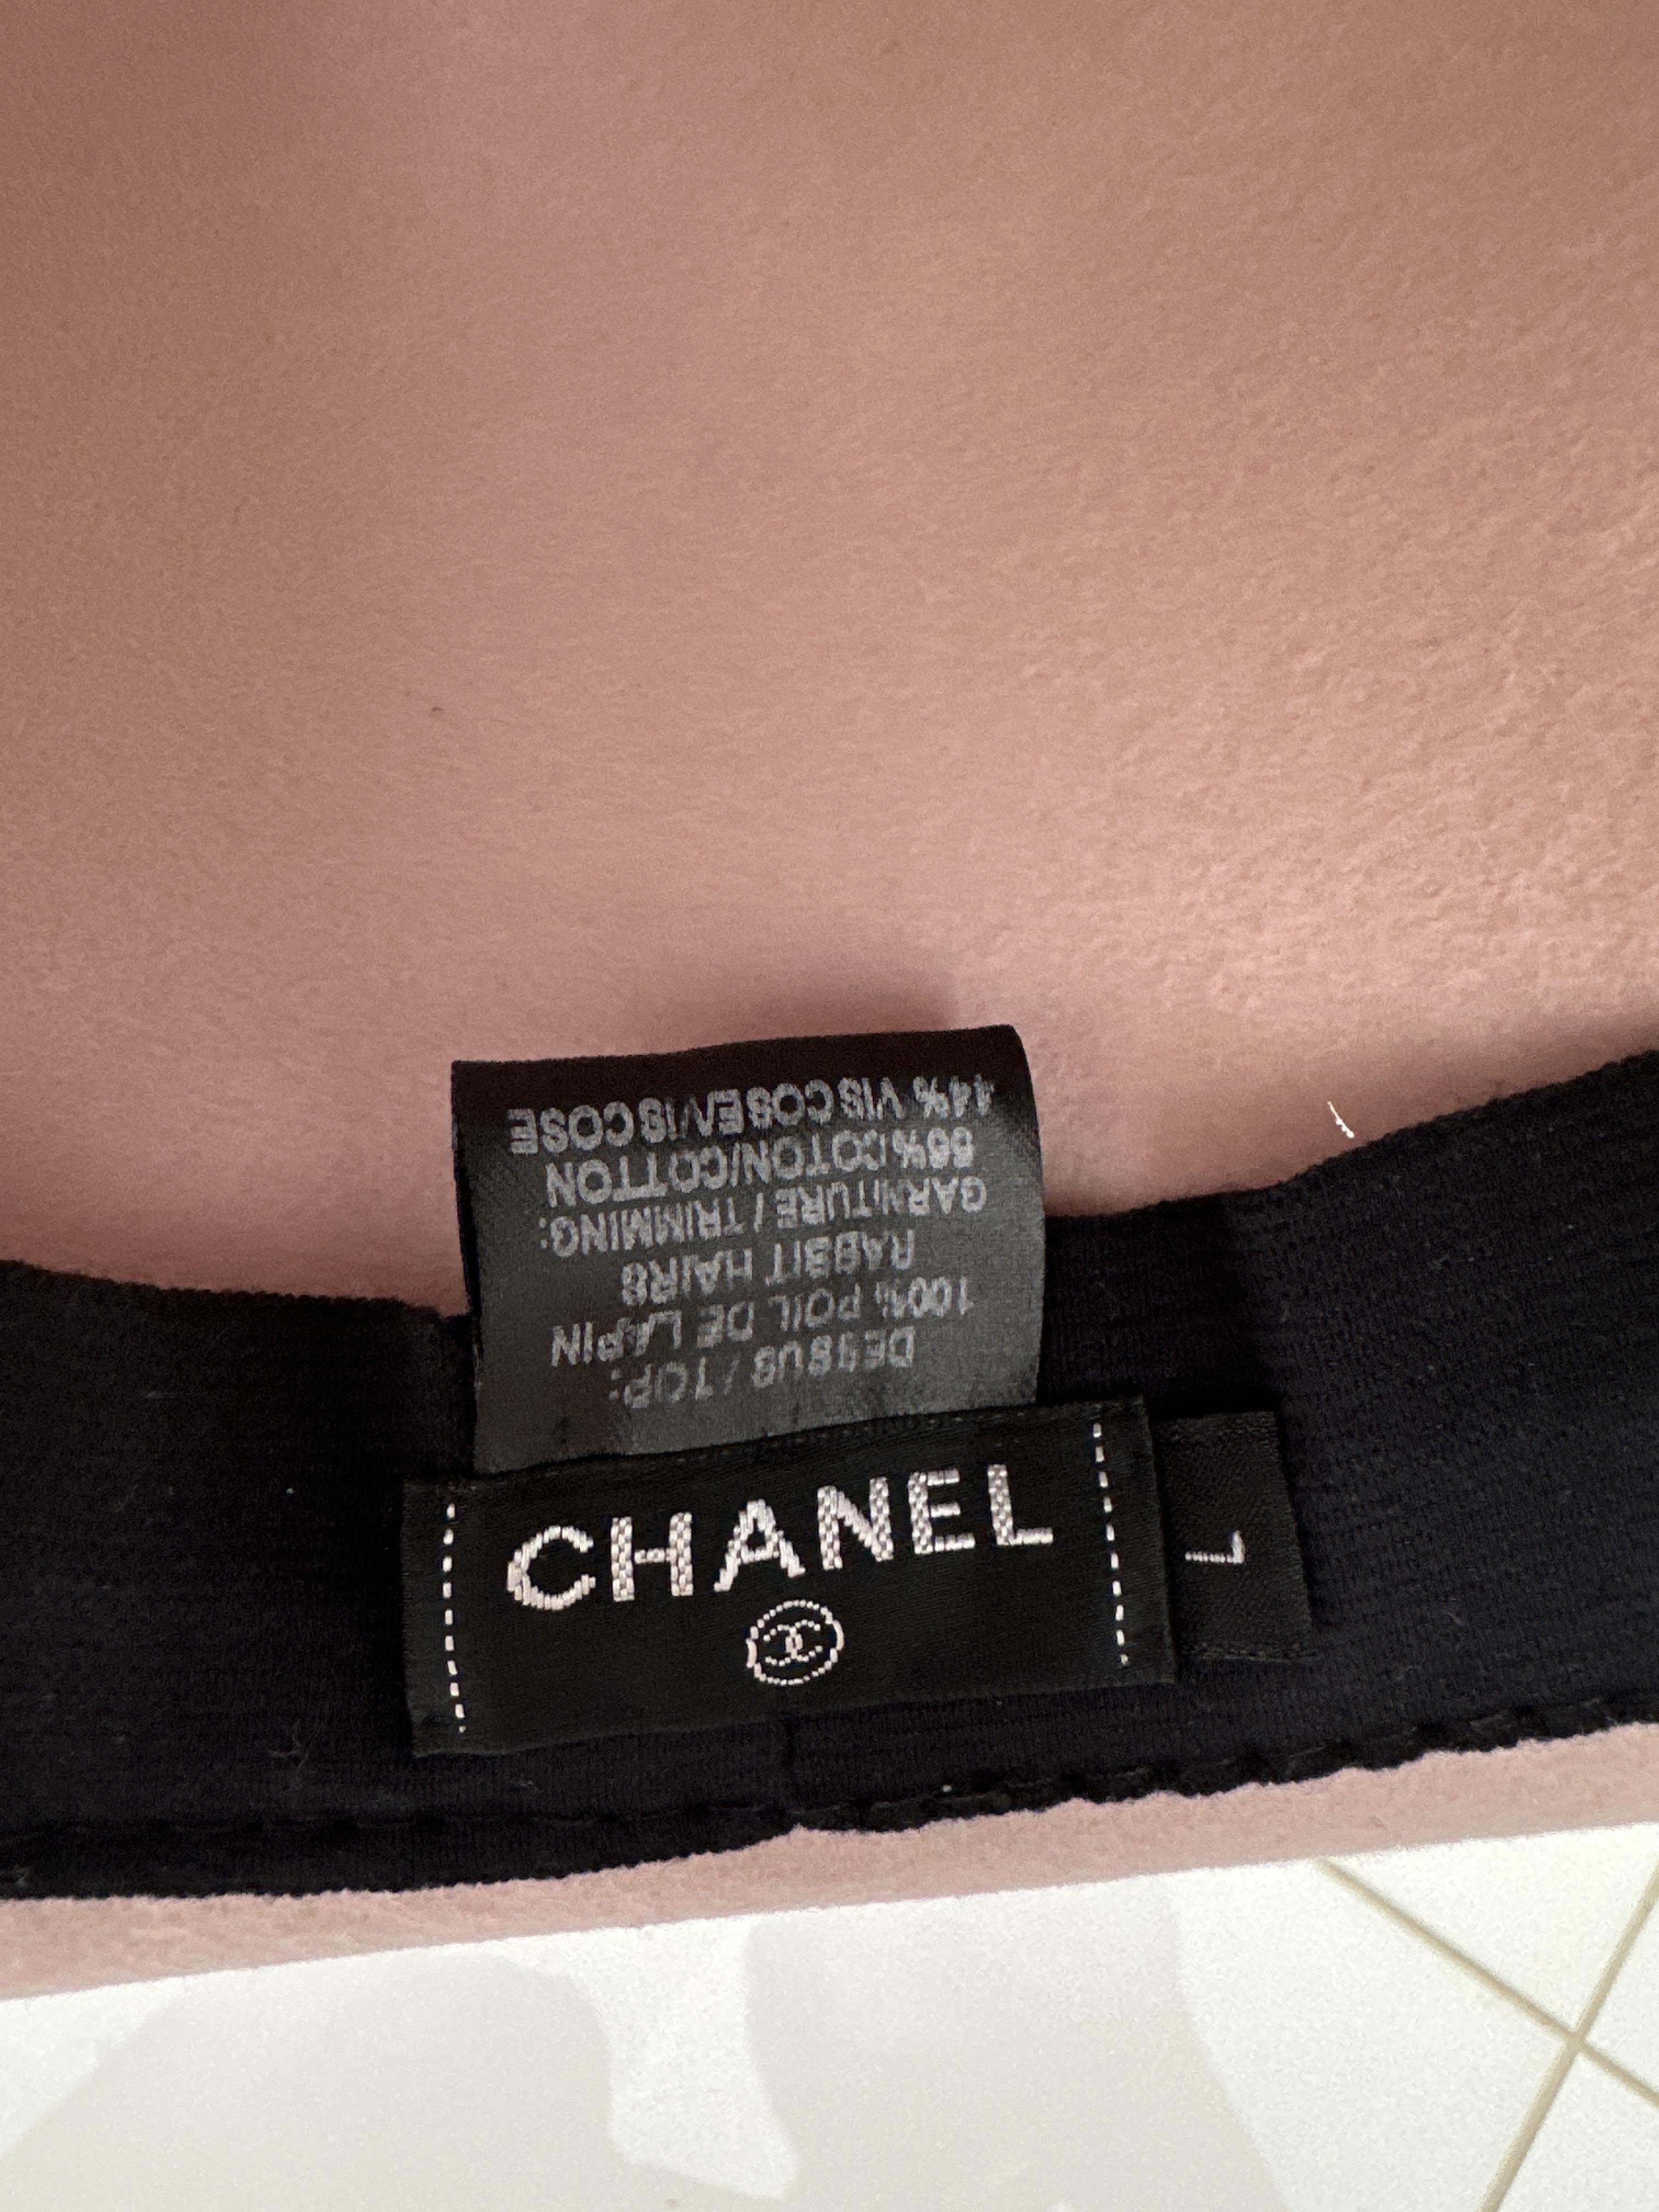 DESSUS / TOP:
100% POIL DE LAPIN
RABBIT HAIRS
GARNITURE / TRIMMING:
56%COTON/COTTON
44% VISCOSE/VISCOSE
CHANEL
L